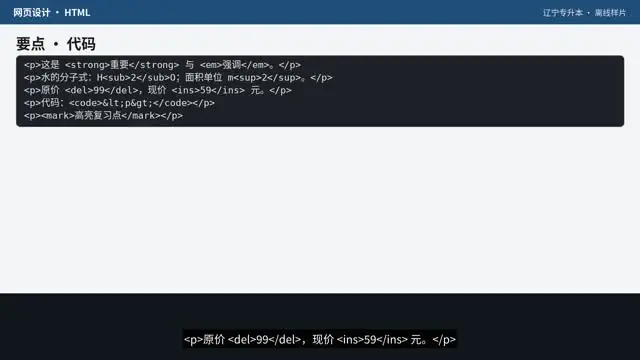 网页设计 • HTML
辽宁专升本 • 离线样片
要点 • 代码
<p>这是 <strong>重要</strong> 与 <em>强调</em>。</p>
<p>水的分子式：H<sub>2</sub>O；面积单位 m<sup>2</sup>。</p>
<p>原价 <del>99</del>，现价 <ins>59</ins> 元。</p>
<p>代码：<code>&lt;p&gt;</code></p>
<p><mark>高亮复习点</mark></p>
<p>原价 <del>99</del>，现价 <ins>59</ins> 元。</p>